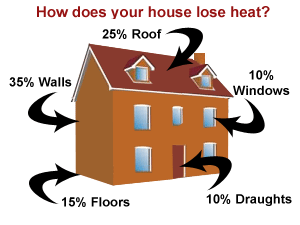 How does your house lose heat?
25% Roof
35% Walls
10%
Windows
15% Floors
10% Draughts